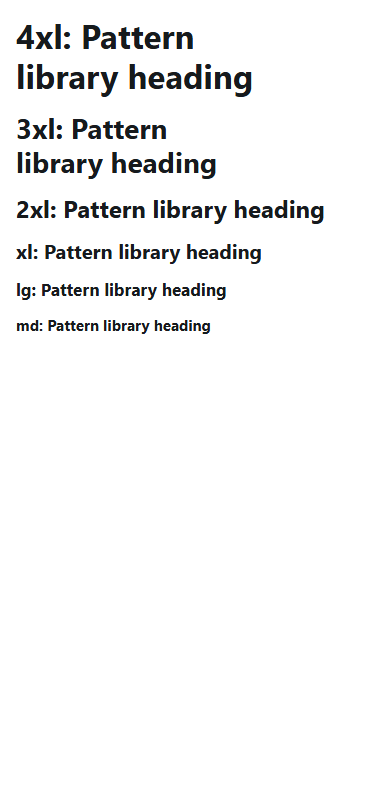 4xl: Pattern
library heading
3xl: Pattern
library heading
2xl: Pattern library heading
xl: Pattern library heading
lg: Pattern library heading
md: Pattern library heading